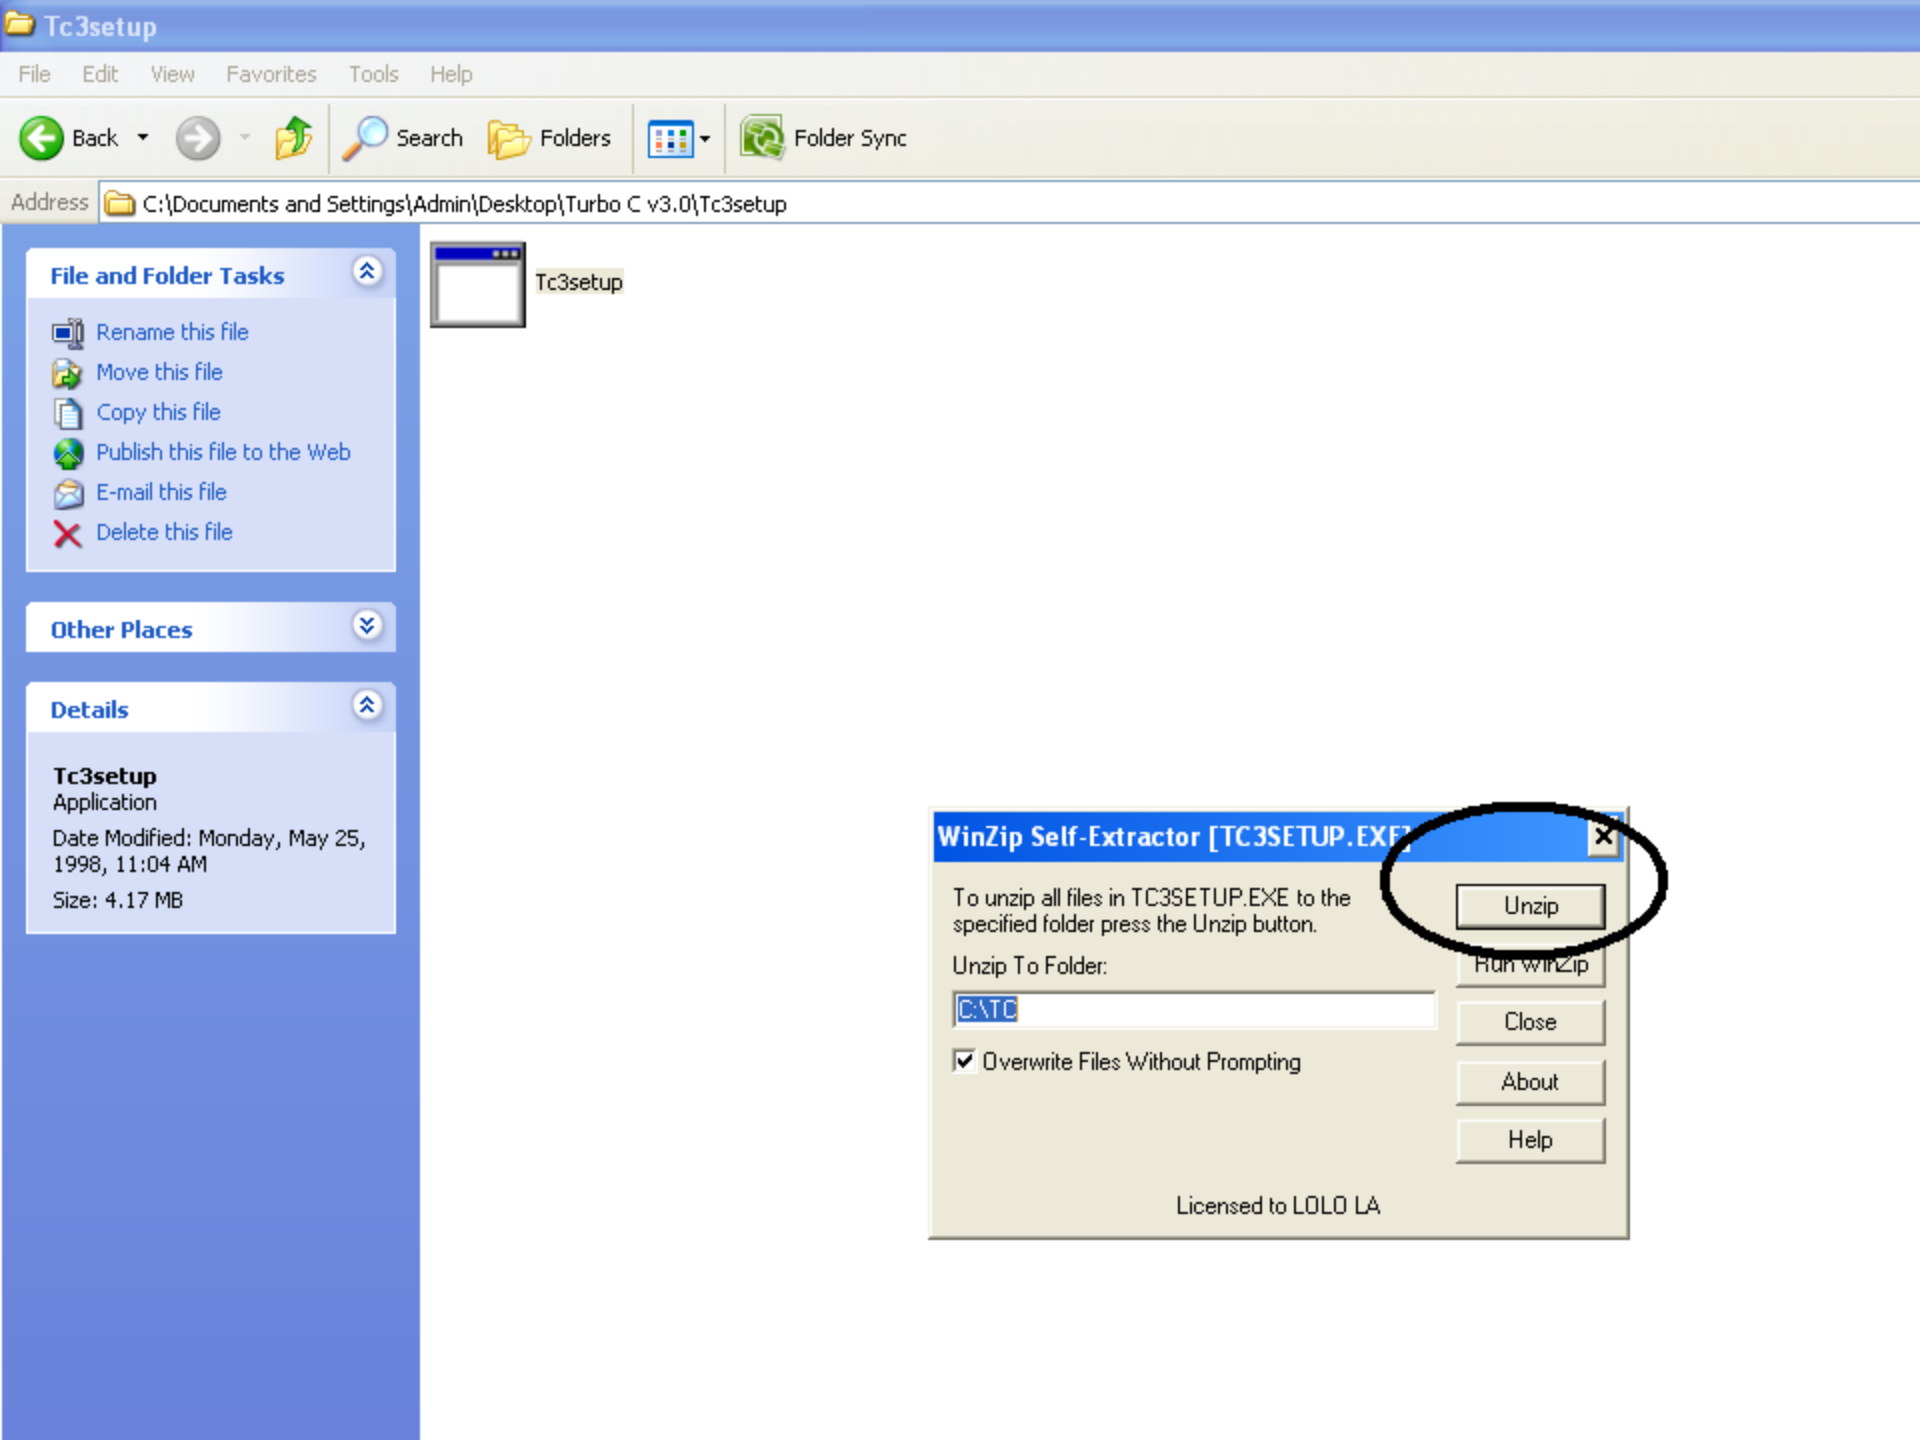 Tc3setup
File Edit View Favorites Tools Help
Back Search Folders Folder Sync
Address C:\Documents and Settings\Admin\Desktop\Turbo C v3.0\Tc3setup
File and Folder Tasks
Rename this file
Move this file
Copy this file
Publish this file to the Web
E-mail this file
Delete this file
Other Places
Details
Tc3setup
Application
Date Modified: Monday, May 25,
1998, 11:04 AM
Size: 4.17 MB
Tc3setup
WinZip Self-Extractor [TC3SETUP.EXE]
To unzip all files in TC3SETUP.EXE to the
specified folder press the Unzip button.
Unzip To Folder:
C:\TC
Overwrite Files Without Prompting
Unzip
Run WinZip
Close
About
Help
Licensed to LOLO LA